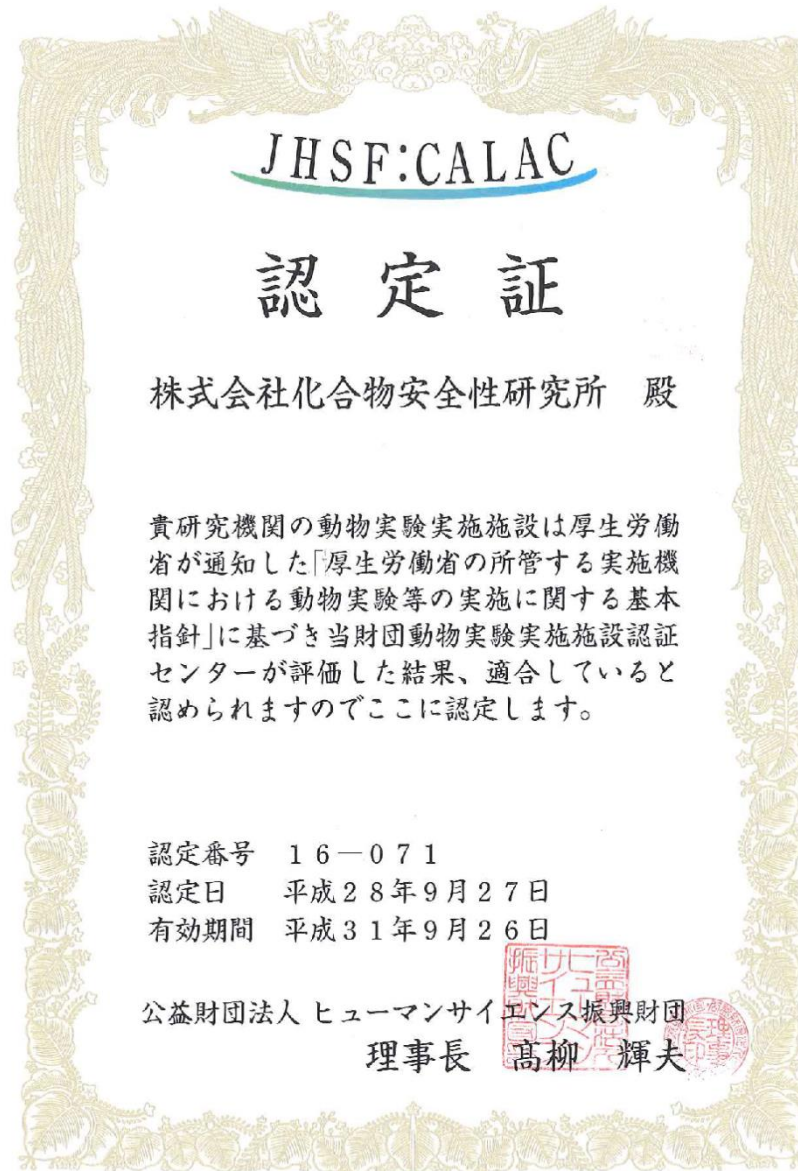 JHSF:CALAC
認定証
株式会社化合物安全性研究所 殿
貴研究機関の動物実験実施施設は厚生労働
省が通知した「厚生労働省の所管する実施機
関における動物実験等の実施に関する基本
指針」に基づき当財団動物実験実施施設認証
センターが評価した結果、適合していると
認められますのでここに認定します。
認定番号 16－071
認定日 平成28年9月27日
有効期間 平成31年9月26日
公益財団法人 ヒューマンサイエンス振興財団
理事長 髙柳 輝夫